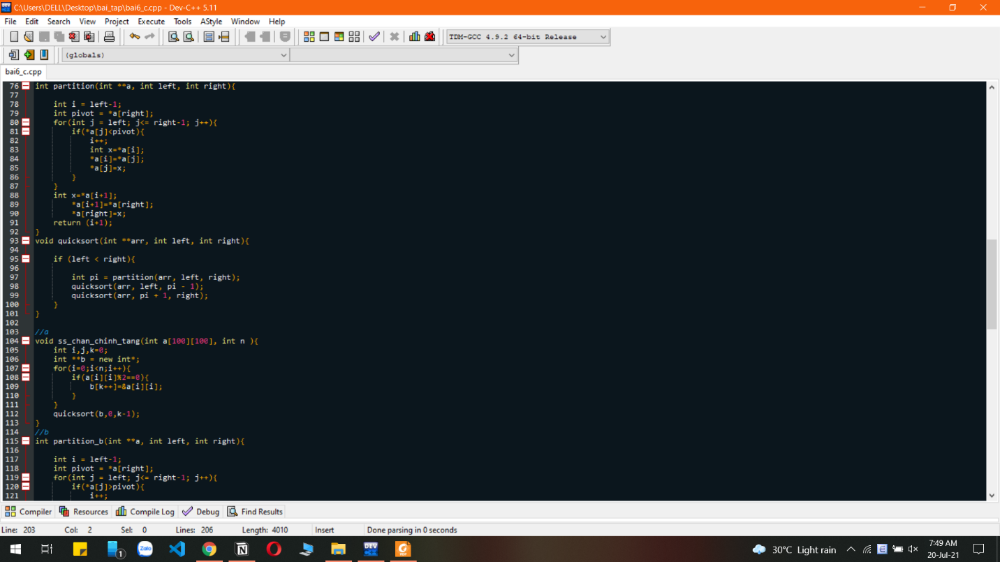 C:\Users\DELL\Desktop\bai_tap\bai6_c.cpp - Dev-C++ 5.11
File Edit Search View Project Execute Tools AStyle Window Help
TDM-GCC 4.9.2 64-bit Release
(globals)
bai6_c.cpp
76 int partition(int **a, int left, int right){
77
78 int i = left-1;
79 int pivot = *a[right];
80 for(int j = left; j<= right-1; j++){
81 if(*a[j]<pivot){
82 i++;
83 int x=*a[i];
84 *a[i]=*a[j];
85 *a[j]=x;
86 }
87 }
88 int x=*a[i+1];
89 *a[i+1]=*a[right];
90 *a[right]=x;
91 return (i+1);
92 }
93 void quicksort(int **arr, int left, int right){
94
95 if (left < right){
96
97 int pi = partition(arr, left, right);
98 quicksort(arr, left, pi - 1);
99 quicksort(arr, pi + 1, right);
100 }
101 }
102
103 //a
104 void ss_chan_chinh_tang(int a[100][100], int n ){
105 int i,j,k=0;
106 int **b = new int*;
107 for(i=0;i<n;i++){
108 if(a[i][i]%2==0){
109 b[k++]=&a[i][i];
110 }
111 }
112 quicksort(b,0,k-1);
113 }
114 //b
115 int partition_b(int **a, int left, int right){
116
117 int i = left-1;
118 int pivot = *a[right];
119 for(int j = left; j<= right-1; j++){
120 if(*a[j]>pivot){
121 i++;
Compiler Resources Compile Log Debug Find Results
Line: 203 Col: 2 Sel: 0 Lines: 206 Length: 4010 Insert Done parsing in 0 seconds
1 Zalo DEV PDF 30°C Light rain E 7:49 AM
20-Jul-21